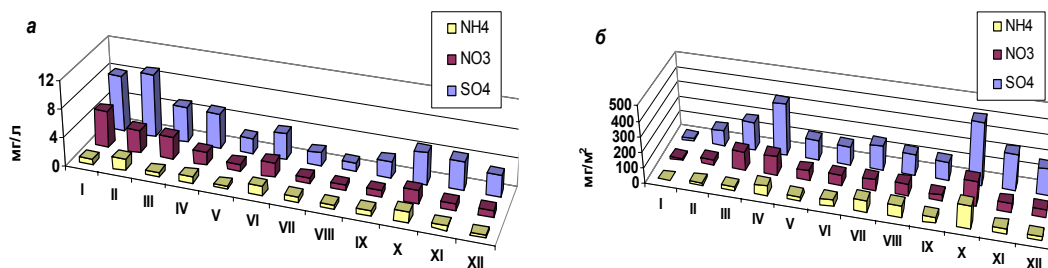 а
NH4
NO3
SO4
12
8
4
0
мг/л
I
II
III
IV
V
VI
VII
VIII
IX
X
XI
XII
б
NH4
NO3
SO4
500
400
300
200
100
0
мг/м²
I
II
III
IV
V
VI
VII
VIII
IX
X
XI
XII